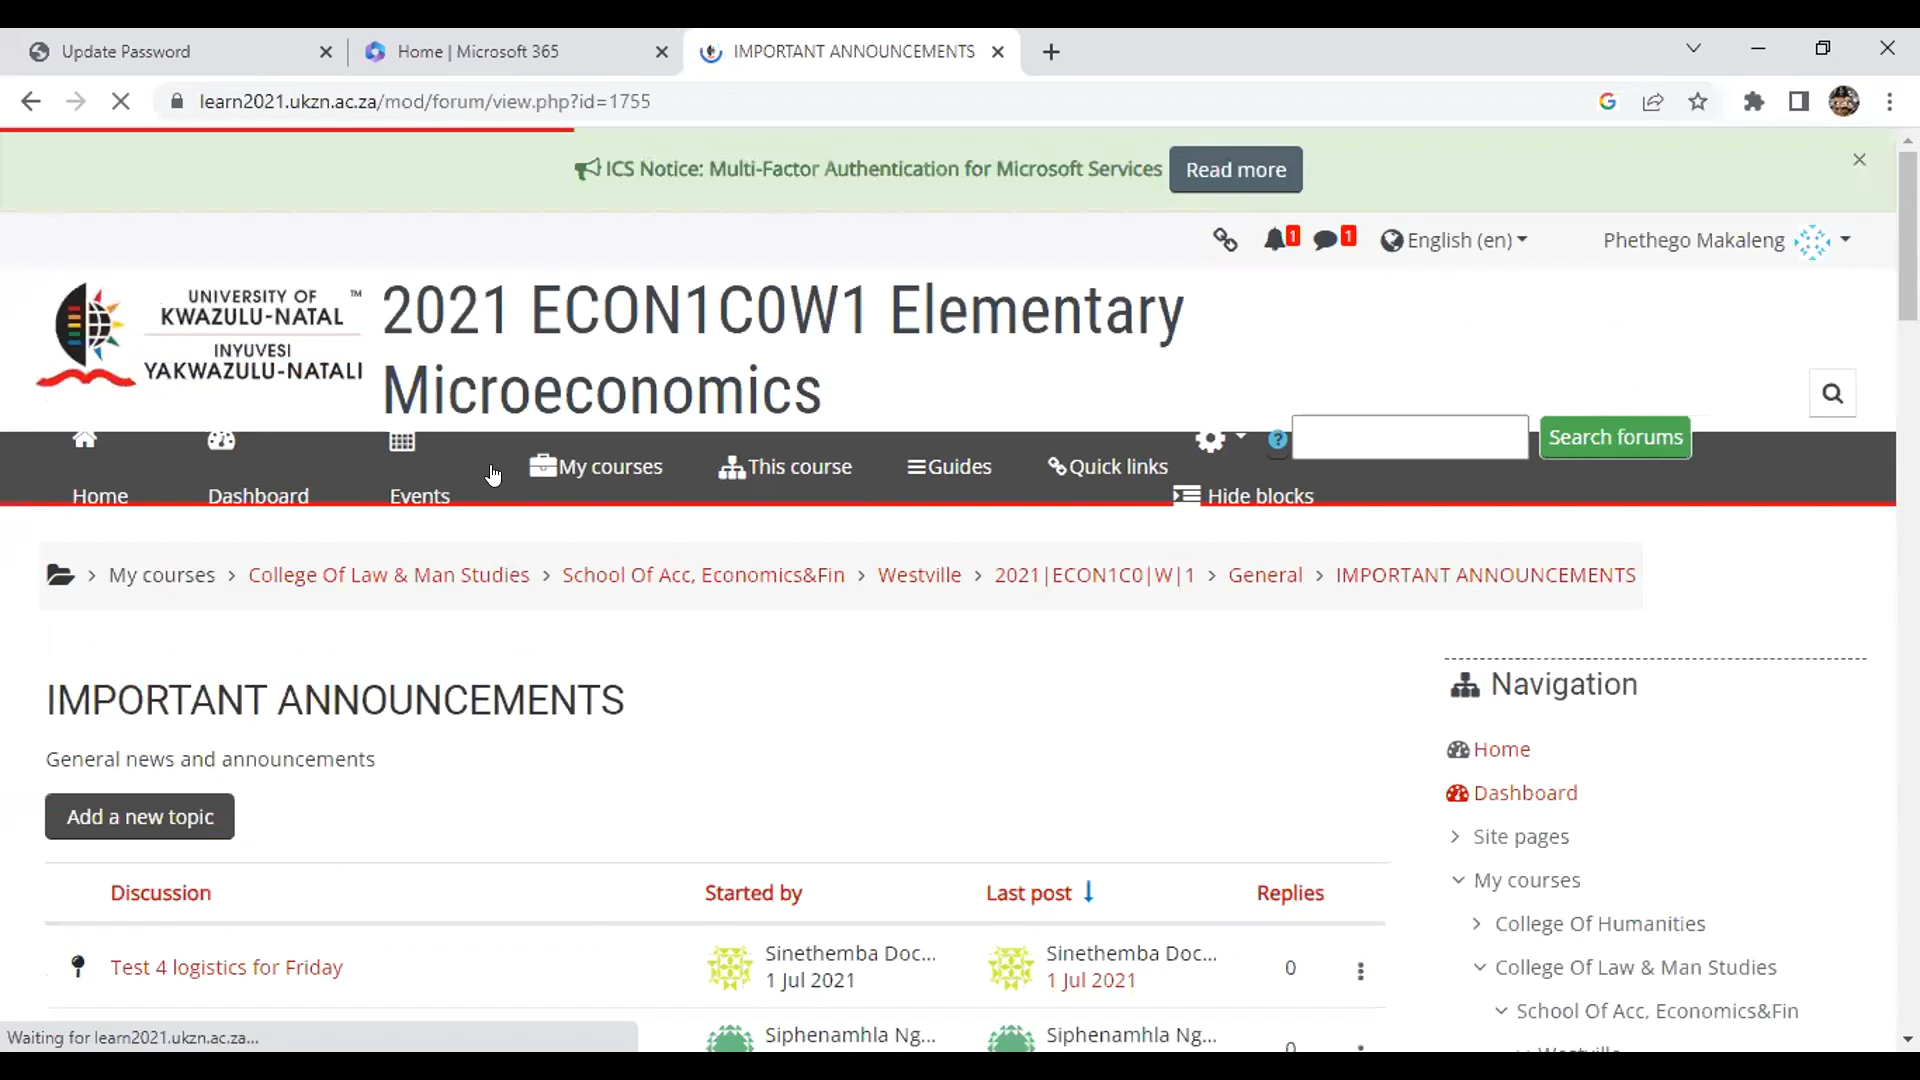 Update Password
Home | Microsoft 365
IMPORTANT ANNOUNCEMENTS
learn2021.ukzn.ac.za/mod/forum/view.php?id=1755
ICS Notice: Multi-Factor Authentication for Microsoft Services Read more
1 1 English (en) Phethego Makaleng
UNIVERSITY OF ™
KWAZULU-NATAL
INYUVESI
YAKWAZULU-NATALI
2021 ECON1C0W1 Elementary
Microeconomics
Search forums
Home Dashboard Events My courses This course Guides Quick links Hide blocks
My courses > College Of Law & Man Studies > School Of Acc, Economics&Fin > Westville > 2021|ECON1C0|W|1 > General > IMPORTANT ANNOUNCEMENTS
IMPORTANT ANNOUNCEMENTS
General news and announcements
Add a new topic
Discussion Started by Last post Replies
Test 4 logistics for Friday Sinethemba Doc... Sinethemba Doc... 0
1 Jul 2021 1 Jul 2021
Siphenamhla Ng... Siphenamhla Ng... 0
Navigation
Home
Dashboard
Site pages
My courses
College Of Humanities
College Of Law & Man Studies
School Of Acc, Economics&Fin
Westville
Waiting for learn2021.ukzn.ac.za...